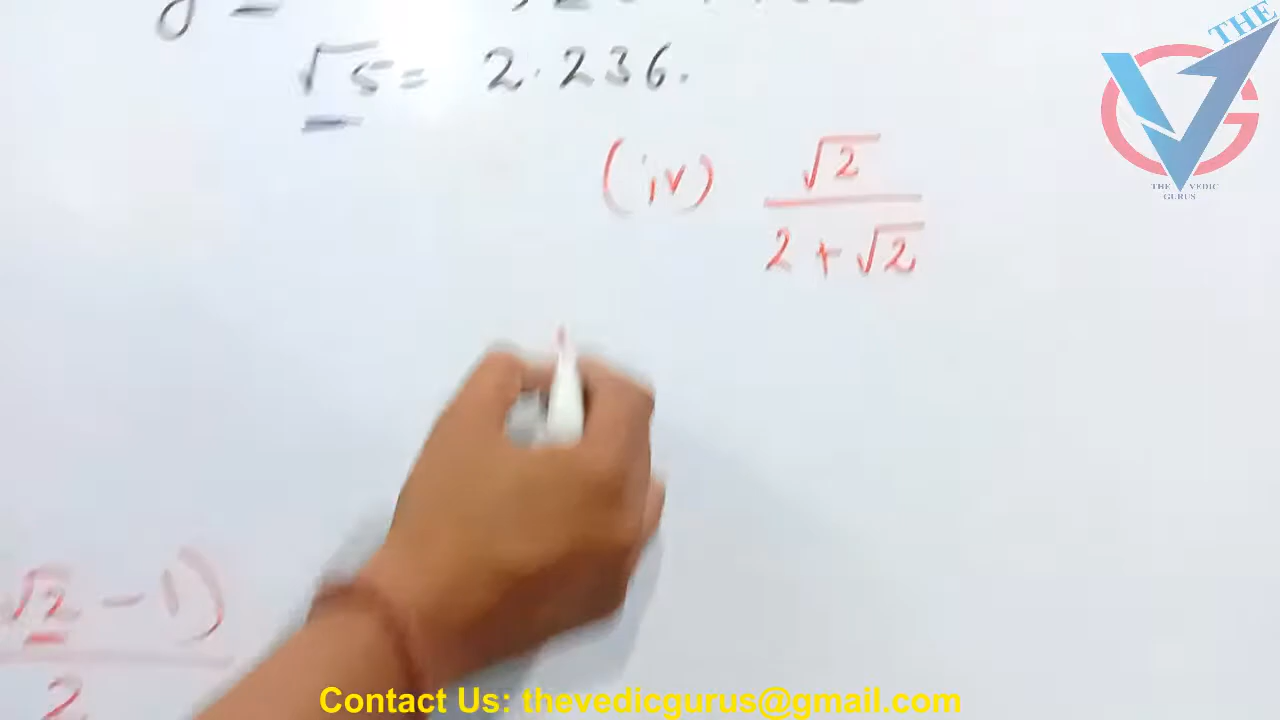 √5 = 2.236.
(iv) √2
2 + √2
√2 - 1)
2
THE
THE VEDIC
GURUS
Contact Us: thevedicgurus@gmail.com